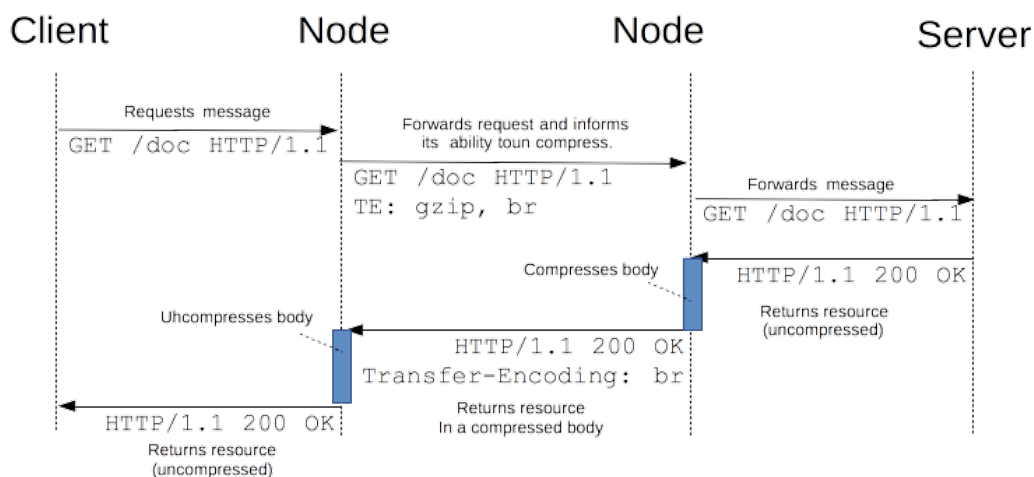 Client
Node
Node
Server
Requests message
GET /doc HTTP/1.1
Forwards request and informs
its ability toun compress.
GET /doc HTTP/1.1
TE: gzip, br
Forwards message
GET /doc HTTP/1.1
Compresses body
HTTP/1.1 200 OK
Returns resource
(uncompressed)
Uhcompresses body
HTTP/1.1 200 OK
Transfer-Encoding: br
Returns resource
In a compressed body
HTTP/1.1 200 OK
Returns resource
(uncompressed)